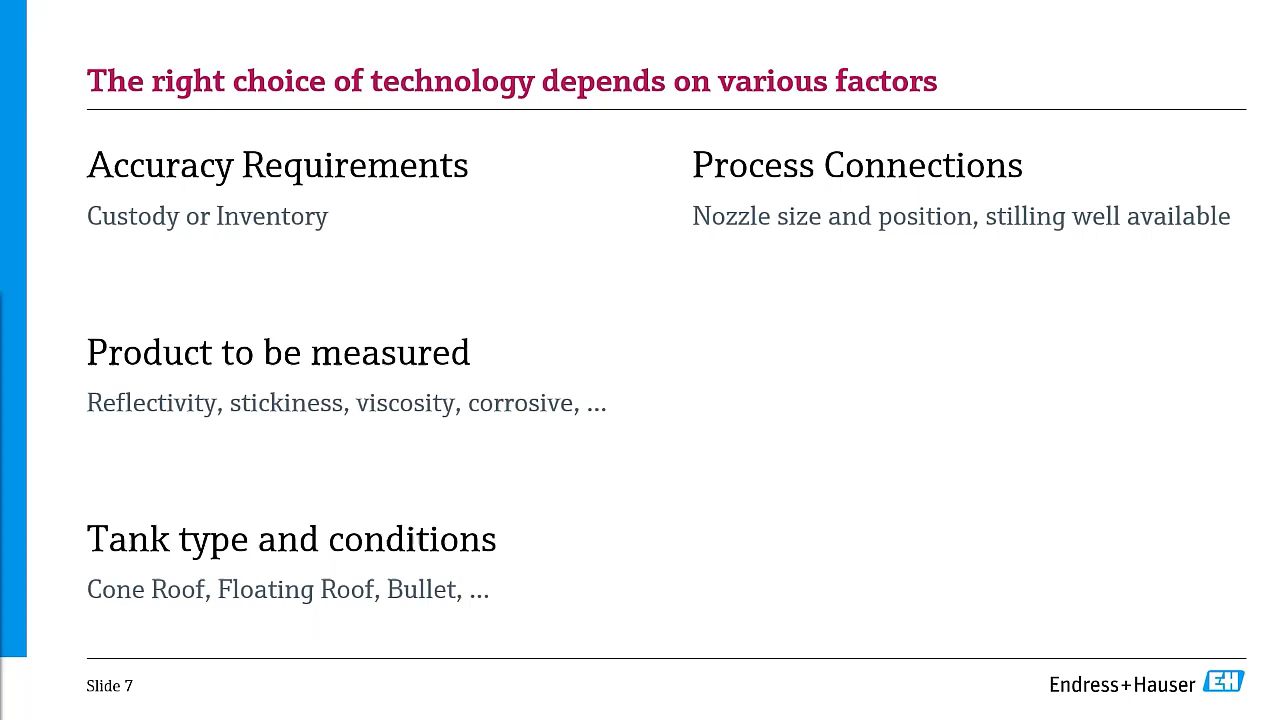 The right choice of technology depends on various factors
Accuracy Requirements
Custody or Inventory
Process Connections
Nozzle size and position, stilling well available
Product to be measured
Reflectivity, stickiness, viscosity, corrosive, ...
Tank type and conditions
Cone Roof, Floating Roof, Bullet, ...
Slide 7
Endress+Hauser EH